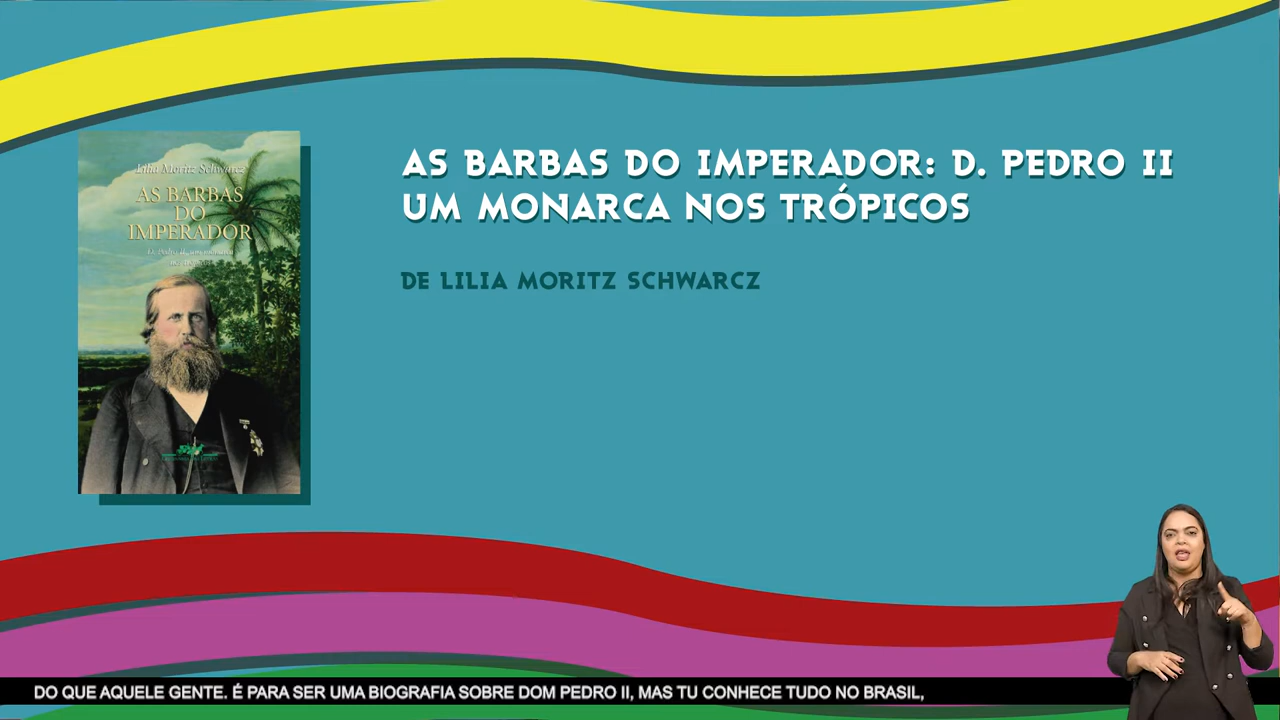 AS BARBAS DO IMPERADOR: D. PEDRO II
UM MONARCA NOS TRÓPICOS
DE LILIA MORITZ SCHWARCZ
Lilia Moritz Schwarcz
AS BARBAS
DO
IMPERADOR
DO QUE AQUELE GENTE. É PARA SER UMA BIOGRAFIA SOBRE DOM PEDRO II, MAS TU CONHECE TUDO NO BRASIL,